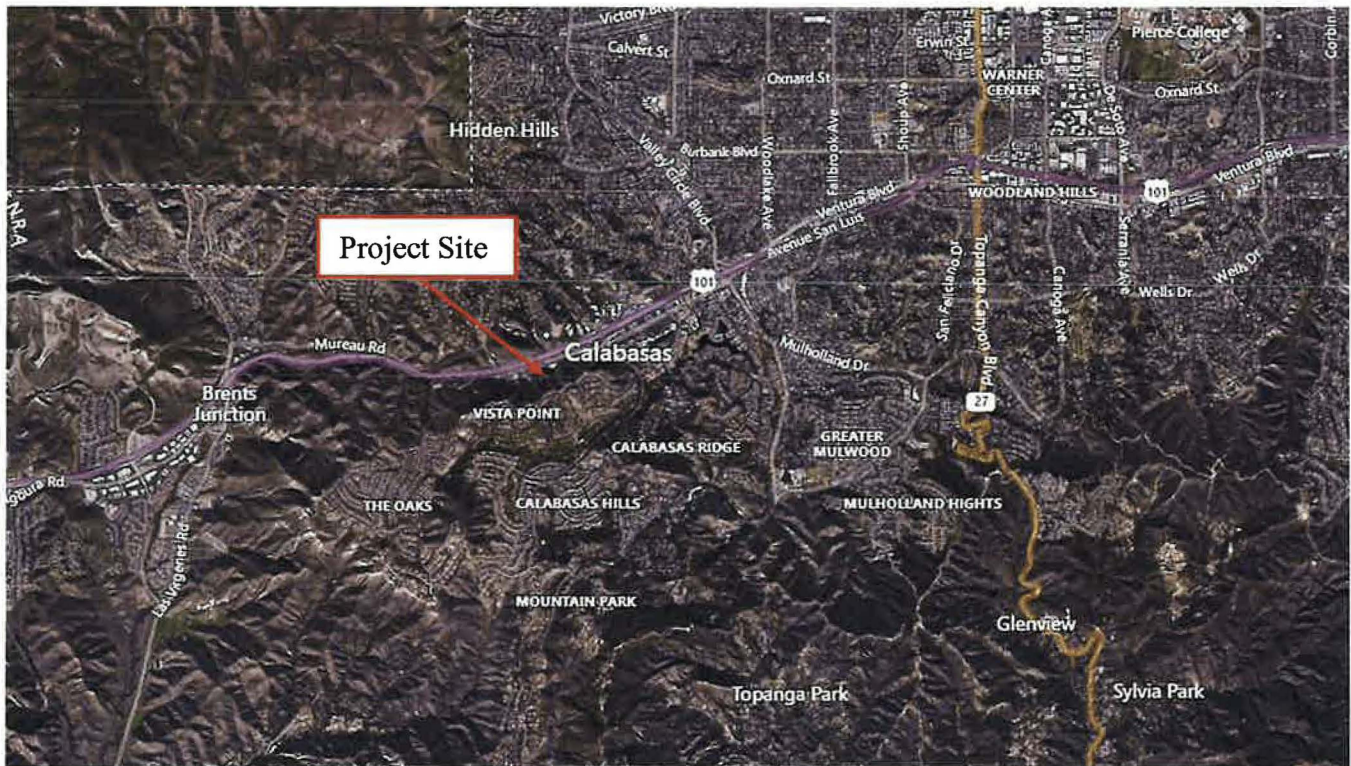 Victory Blv
Calvert St
Erwin St
Pierce College
Corbin
Oxnard St
WARNER
CENTER
Oxnard St
De Soto Ave
Hidden Hills
Valley Circle Blvd
Burbank Blvd
Woodlake Ave
Fallbrook Ave
Shoup Ave
Ventura Blvd
WOODLAND HILLS
101
Ventura Blvd
N.R.A
Avenue San Luis
Project Site
101
San Feliciano Dr
Topanga Canyon Blvd
Canoga Ave
Serrania Ave
Wells Dr
Wells Dr
Mureau Rd
Calabasas
Mulholland Dr
Brents
Junction
VISTA POINT
27
CALABASAS RIDGE
GREATER
MULWOOD
goura Rd
THE OAKS
CALABASAS HILLS
MULHOLLAND HIGHTS
Las Virgenes Rd
MOUNTAIN PARK
Glenview
Topanga Park
Sylvia Park